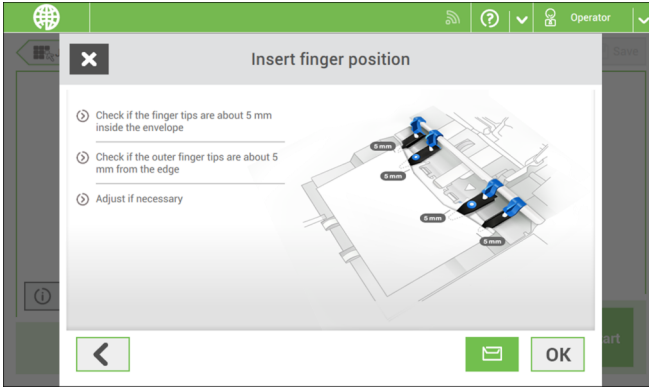 Operator
Save
Insert finger position
Check if the finger tips are about 5 mm
inside the envelope
Check if the outer finger tips are about 5
mm from the edge
Adjust if necessary
5 mm
5 mm
5 mm
5 mm
art
OK